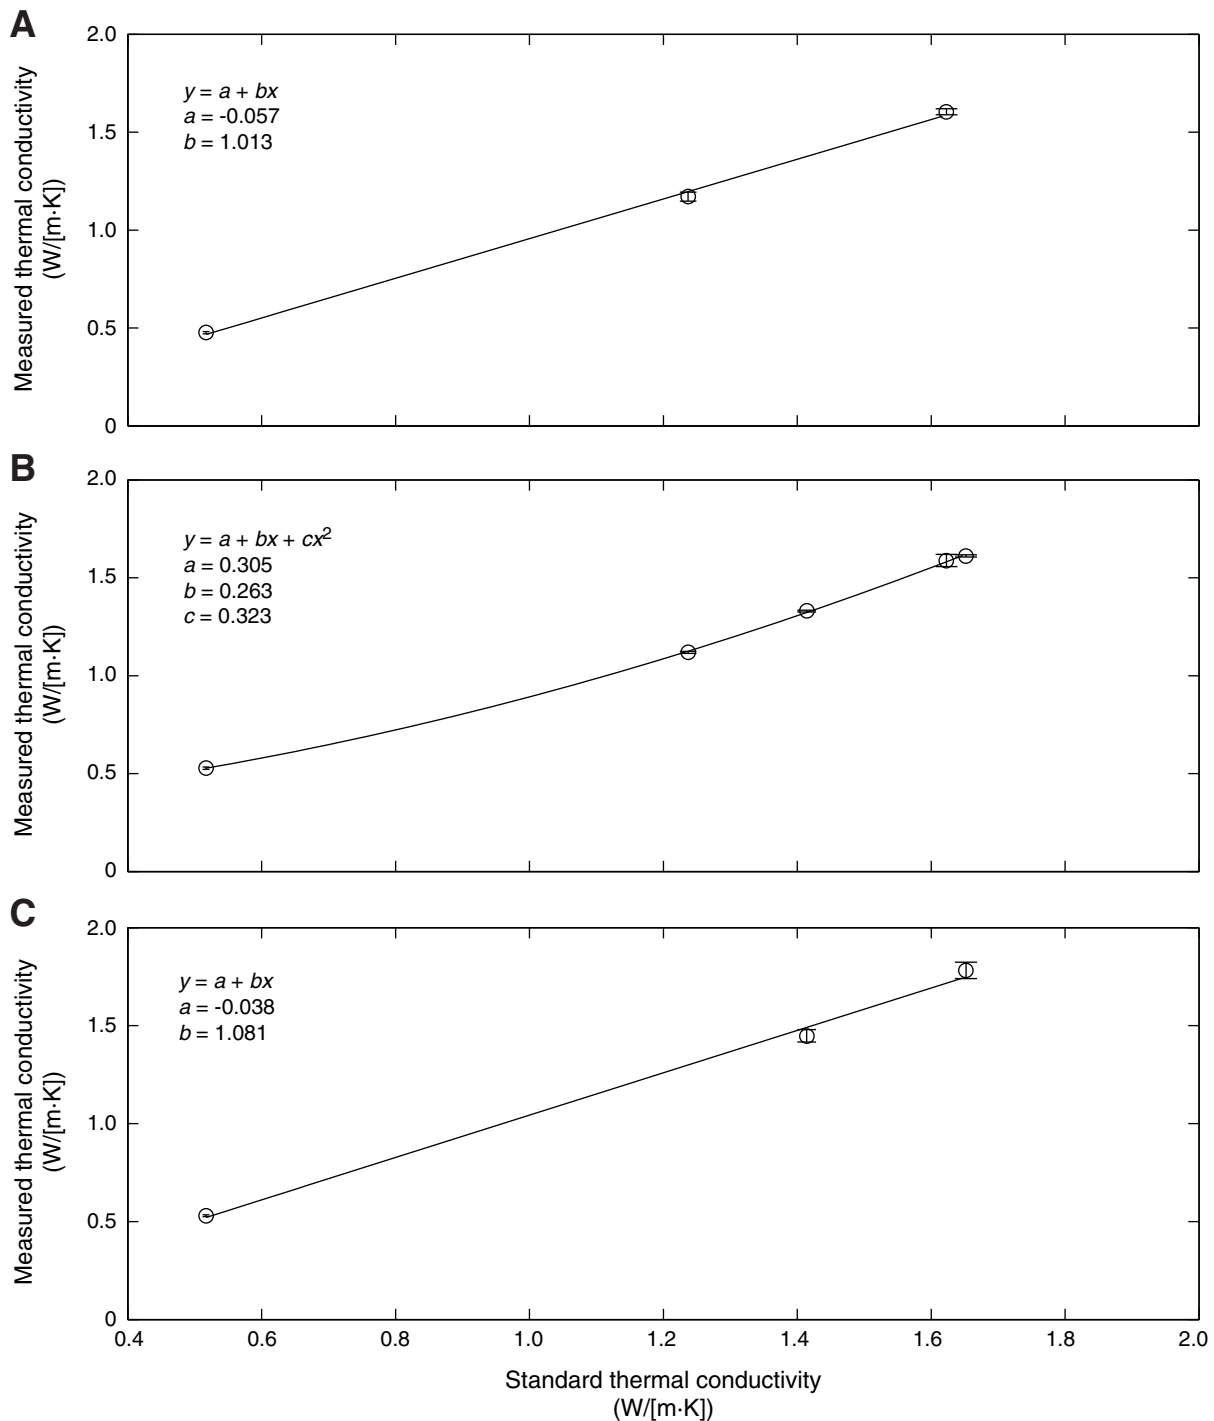 A
2.0
1.5
1.0
0.5
0
Measured thermal conductivity
(W/[m·K])
y = a + bx
a = -0.057
b = 1.013
B
2.0
1.5
1.0
0.5
0
Measured thermal conductivity
(W/[m·K])
y = a + bx + cx²
a = 0.305
b = 0.263
c = 0.323
C
2.0
1.5
1.0
0.5
0
Measured thermal conductivity
(W/[m·K])
y = a + bx
a = -0.038
b = 1.081
0.4 0.6 0.8 1.0 1.2 1.4 1.6 1.8 2.0
Standard thermal conductivity
(W/[m·K])